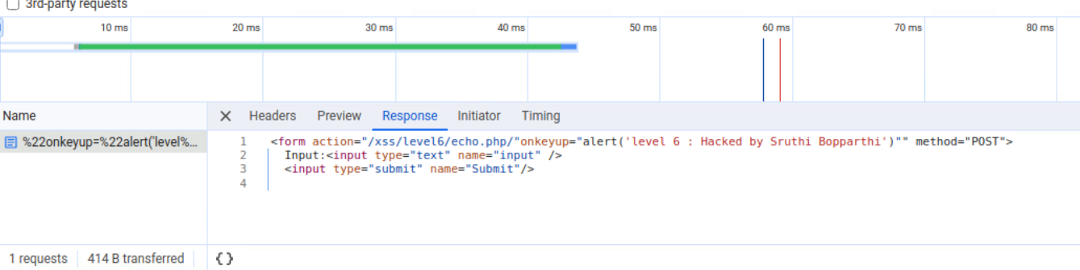 3rd-party requests
10 ms 20 ms 30 ms 40 ms 50 ms 60 ms 70 ms 80 ms
Name Headers Preview Response Initiator Timing
%22onkeyup=%22alert('level%...
1 <form action="/xss/level6/echo.php/"onkeyup="alert('level 6 : Hacked by Sruthi Bopparthi')"" method="POST">
2 Input:<input type="text" name="input" />
3 <input type="submit" name="Submit"/>
4
1 requests 414 B transferred {}